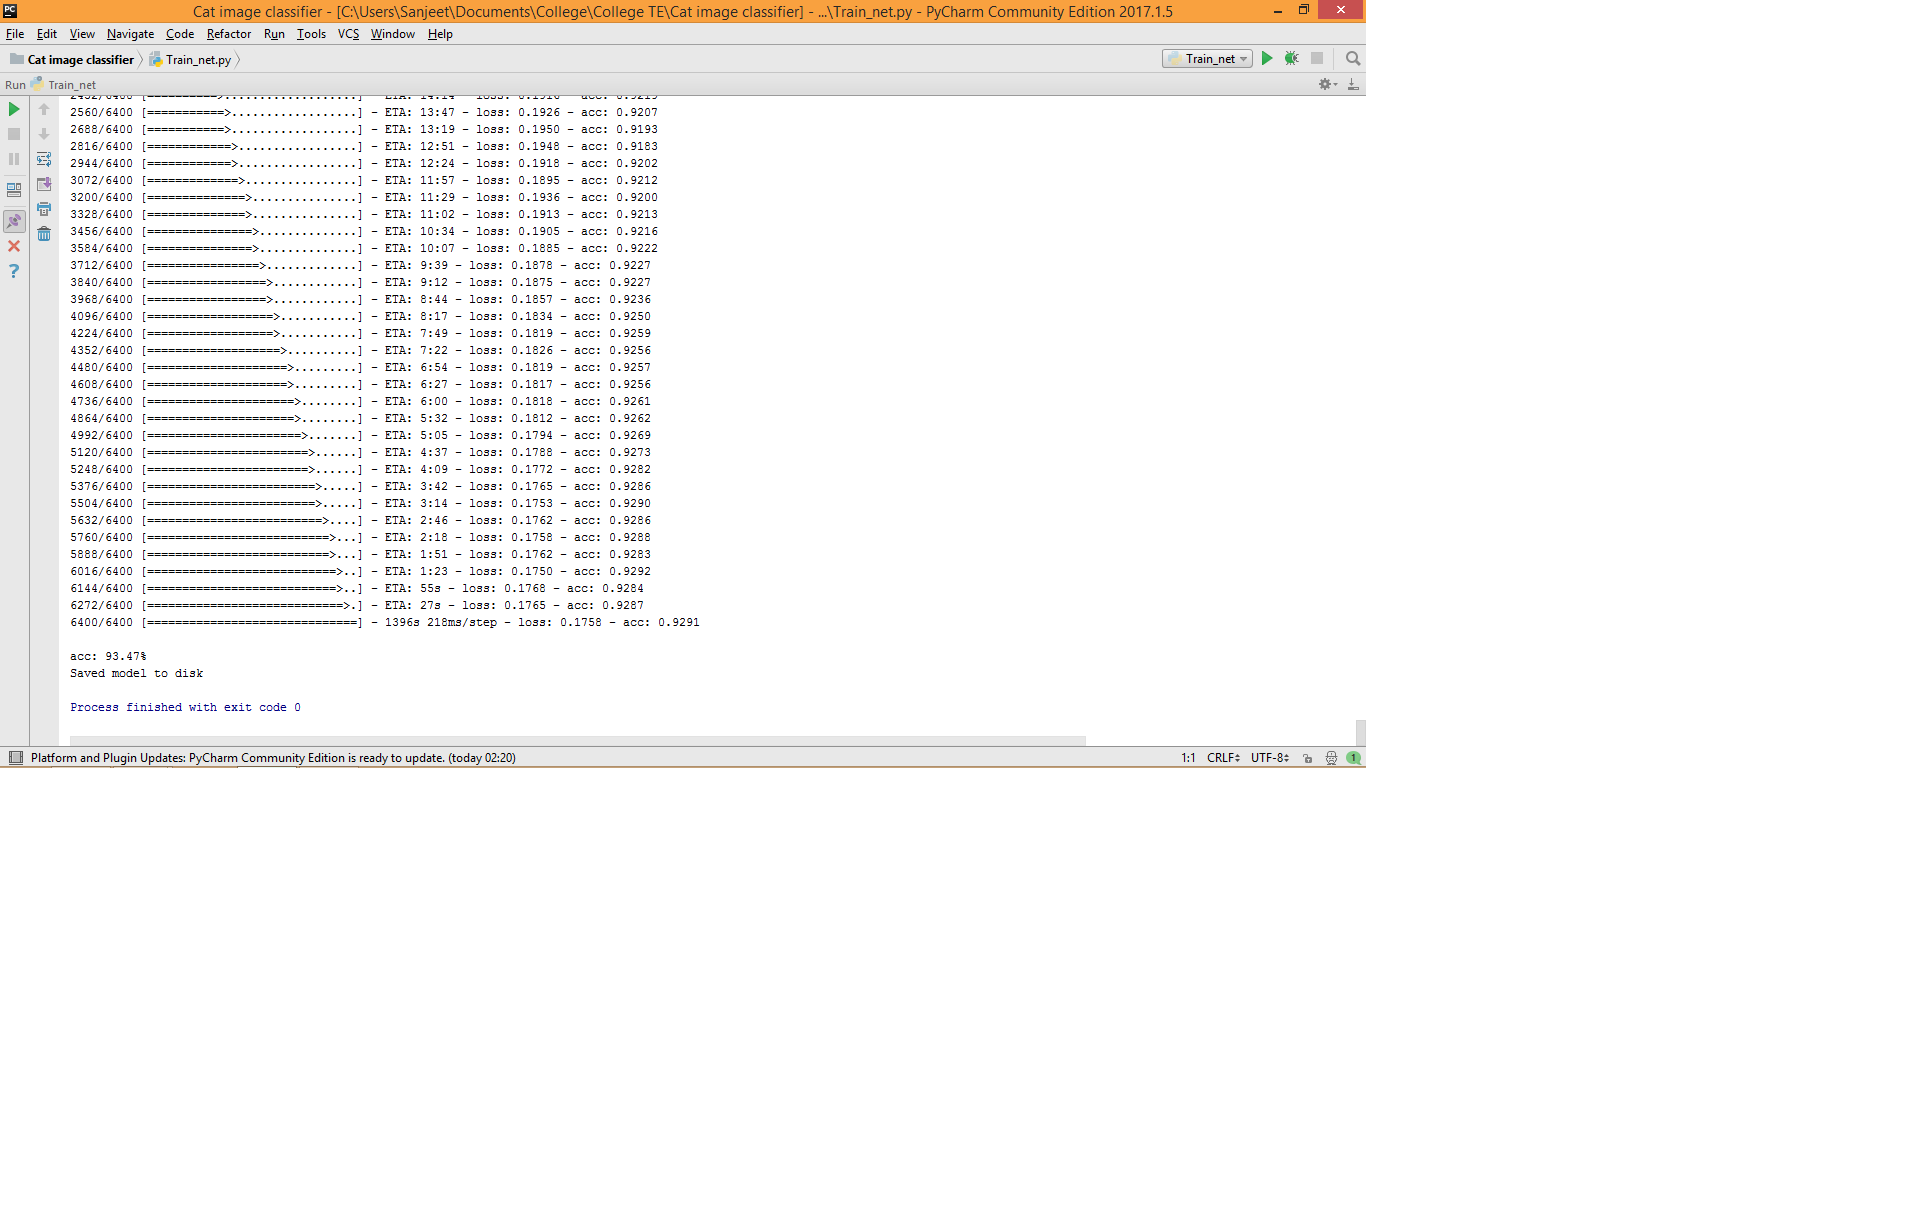 PC Cat image classifier - [C:\Users\Sanjeet\Documents\College\College TE\Cat image classifier] - ...\Train_net.py - PyCharm Community Edition 2017.1.5
File Edit View Navigate Code Refactor Run Tools VCS Window Help
Cat image classifier Train_net.py Train_net
Run Train_net
2560/6400 [===========>..................] - ETA: 13:47 - loss: 0.1926 - acc: 0.9207
2688/6400 [===========>..................] - ETA: 13:19 - loss: 0.1950 - acc: 0.9193
2816/6400 [============>.................] - ETA: 12:51 - loss: 0.1948 - acc: 0.9183
2944/6400 [============>.................] - ETA: 12:24 - loss: 0.1918 - acc: 0.9202
3072/6400 [=============>................] - ETA: 11:57 - loss: 0.1895 - acc: 0.9212
3200/6400 [==============>...............] - ETA: 11:29 - loss: 0.1936 - acc: 0.9200
3328/6400 [==============>...............] - ETA: 11:02 - loss: 0.1913 - acc: 0.9213
3456/6400 [===============>..............] - ETA: 10:34 - loss: 0.1905 - acc: 0.9216
3584/6400 [===============>..............] - ETA: 10:07 - loss: 0.1885 - acc: 0.9222
3712/6400 [================>.............] - ETA: 9:39 - loss: 0.1878 - acc: 0.9227
3840/6400 [=================>............] - ETA: 9:12 - loss: 0.1875 - acc: 0.9227
3968/6400 [=================>............] - ETA: 8:44 - loss: 0.1857 - acc: 0.9236
4096/6400 [==================>...........] - ETA: 8:17 - loss: 0.1834 - acc: 0.9250
4224/6400 [==================>...........] - ETA: 7:49 - loss: 0.1819 - acc: 0.9259
4352/6400 [===================>..........] - ETA: 7:22 - loss: 0.1826 - acc: 0.9256
4480/6400 [====================>.........] - ETA: 6:54 - loss: 0.1819 - acc: 0.9257
4608/6400 [====================>.........] - ETA: 6:27 - loss: 0.1817 - acc: 0.9256
4736/6400 [=====================>........] - ETA: 6:00 - loss: 0.1818 - acc: 0.9261
4864/6400 [=====================>........] - ETA: 5:32 - loss: 0.1812 - acc: 0.9262
4992/6400 [======================>.......] - ETA: 5:05 - loss: 0.1794 - acc: 0.9269
5120/6400 [=======================>......] - ETA: 4:37 - loss: 0.1788 - acc: 0.9273
5248/6400 [=======================>......] - ETA: 4:09 - loss: 0.1772 - acc: 0.9282
5376/6400 [========================>.....] - ETA: 3:42 - loss: 0.1765 - acc: 0.9286
5504/6400 [========================>.....] - ETA: 3:14 - loss: 0.1753 - acc: 0.9290
5632/6400 [=========================>....] - ETA: 2:46 - loss: 0.1762 - acc: 0.9286
5760/6400 [==========================>...] - ETA: 2:18 - loss: 0.1758 - acc: 0.9288
5888/6400 [==========================>...] - ETA: 1:51 - loss: 0.1762 - acc: 0.9283
6016/6400 [===========================>..] - ETA: 1:23 - loss: 0.1750 - acc: 0.9292
6144/6400 [===========================>..] - ETA: 55s - loss: 0.1768 - acc: 0.9284
6272/6400 [============================>.] - ETA: 27s - loss: 0.1765 - acc: 0.9287
6400/6400 [==============================] - 1396s 218ms/step - loss: 0.1758 - acc: 0.9291
acc: 93.47%
Saved model to disk
Process finished with exit code 0
Platform and Plugin Updates: PyCharm Community Edition is ready to update. (today 02:20) 1:1 CRLF UTF-8 1